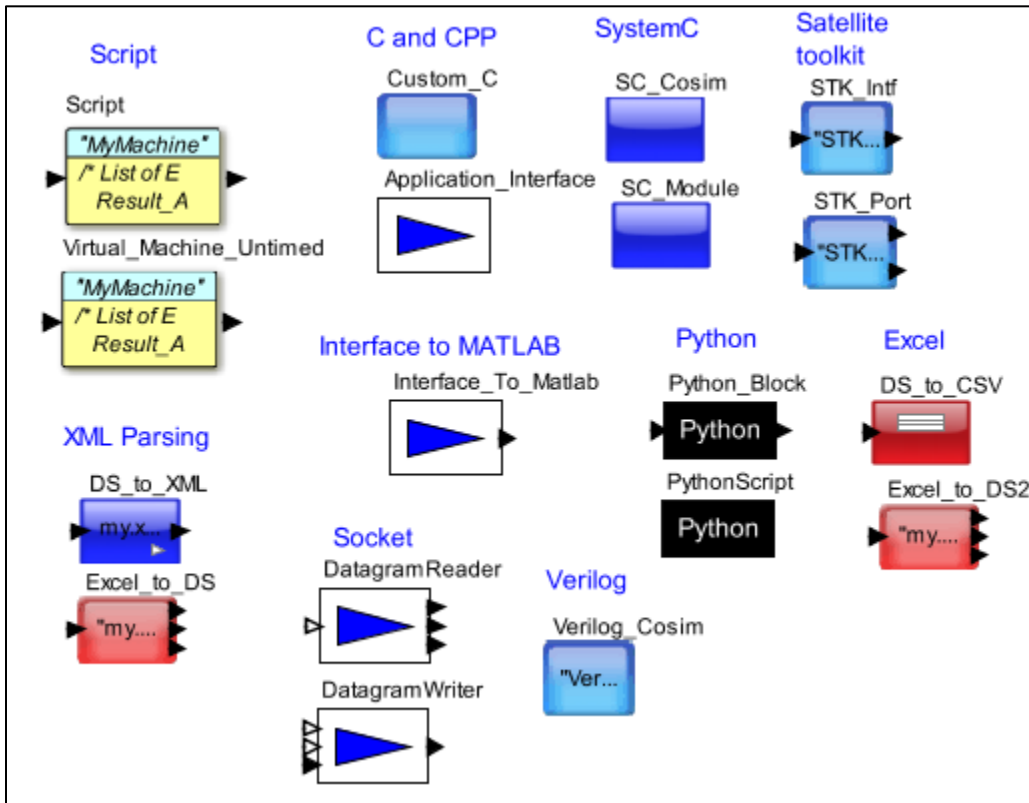 Script
Script
"MyMachine"
/* List of E
Result_A
Virtual_Machine_Untimed
"MyMachine"
/* List of E
Result_A
C and CPP
Custom_C
Application_Interface
SystemC
SC_Cosim
SC_Module
Satellite
toolkit
STK_Intf
"STK...
STK_Port
"STK...
Interface to MATLAB
Interface_To_Matlab
Python
Python_Block
Python
PythonScript
Python
Excel
DS_to_CSV
Excel_to_DS2
"my....
XML Parsing
DS_to_XML
my.x...
Excel_to_DS
"my....
Socket
DatagramReader
DatagramWriter
Verilog
Verilog_Cosim
"Ver...